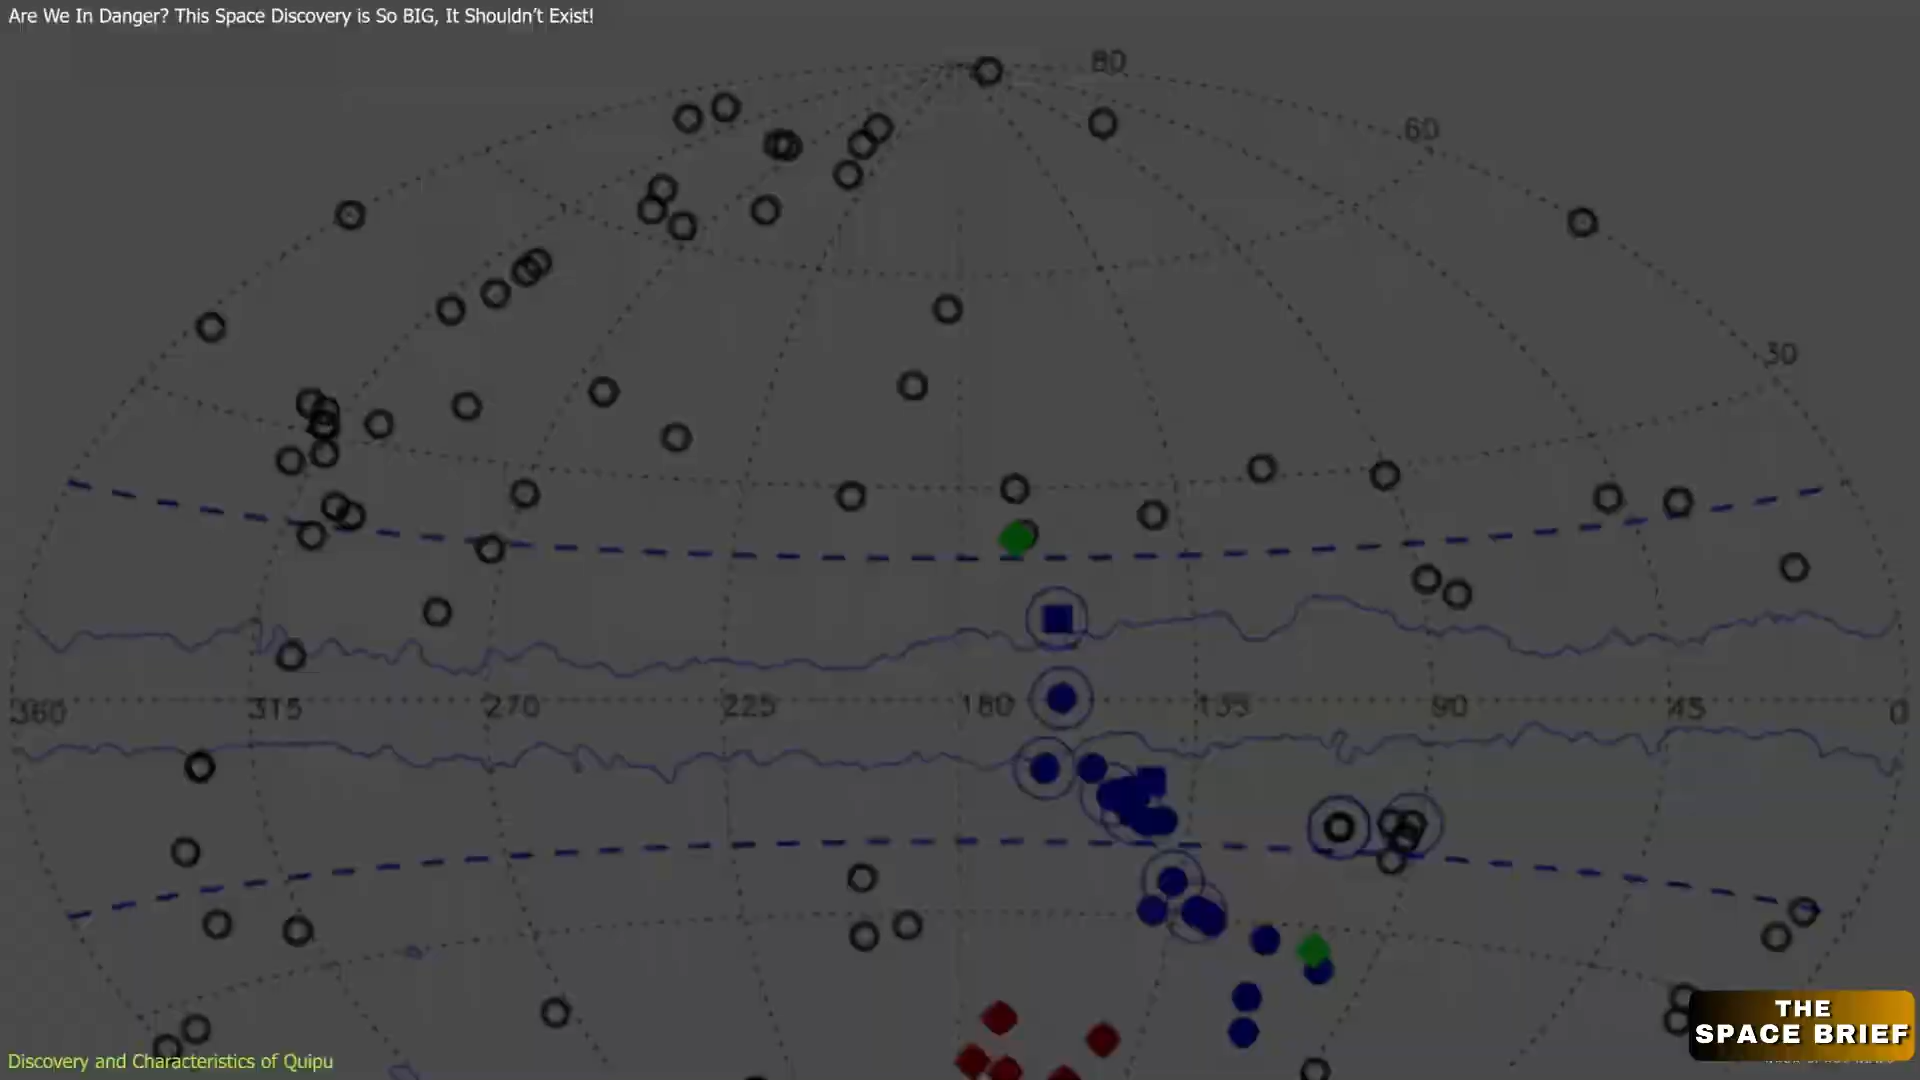 Are We In Danger? This Space Discovery is So BIG, It Shouldn't Exist!
80
60
30
360 315 270 225 180 135 90 45 0
THE
SPACE BRIEF
Discovery and Characteristics of Quipu